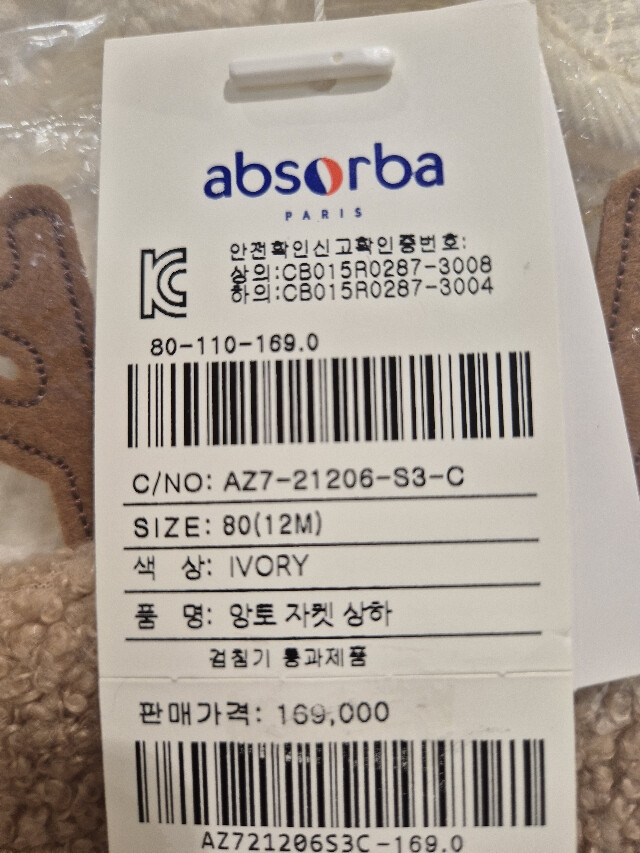 absorba
PARIS
안전확인신고확인증번호:
상의:CB015R0287-3008
하의:CB015R0287-3004
80-110-169.0
C/NO: AZ7-21206-S3-C
SIZE: 80(12M)
색 상: IVORY
품 명: 앙토 자켓 상하
검침기 통과제품
판매가격: 169,000
AZ721206S3C-169.0